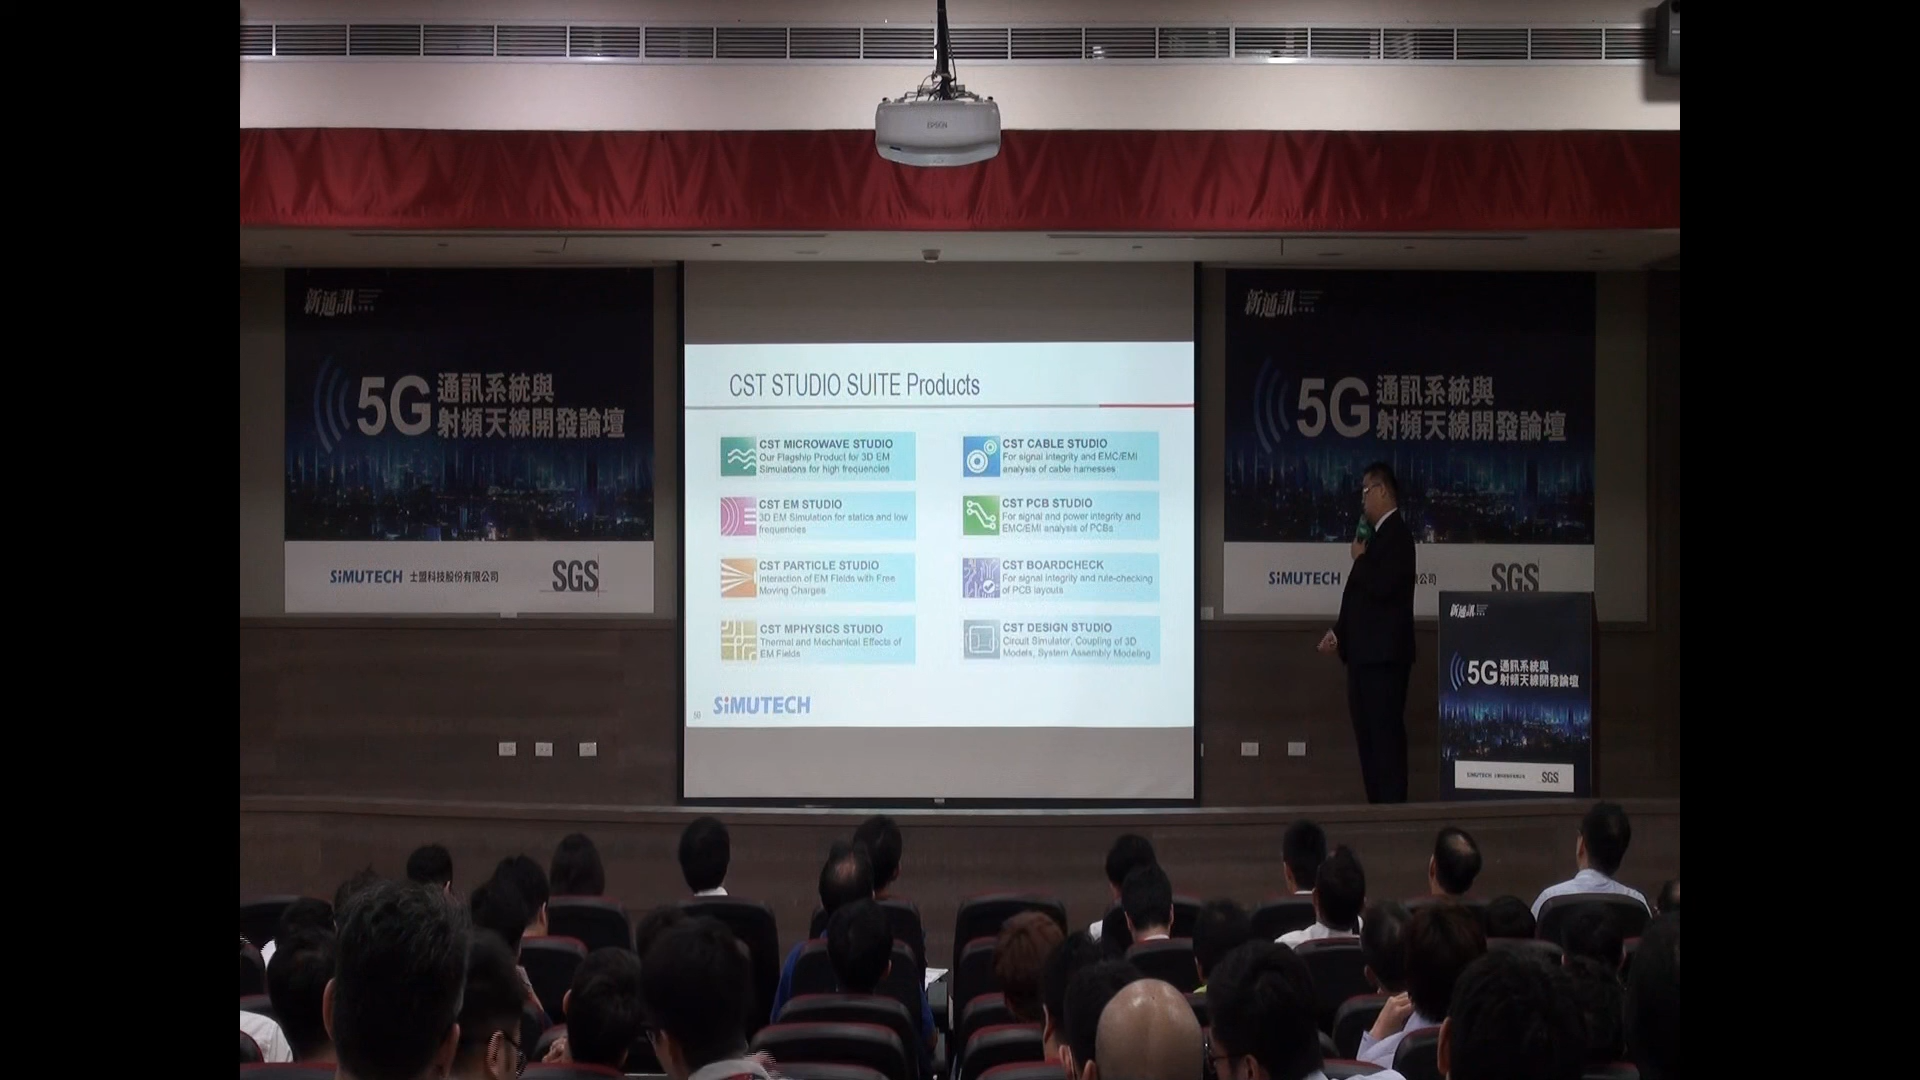 EPSON
新通訊
5G 通訊系統與
射頻天線開發論壇
SiMUTECH 士盟科技股份有限公司 SGS
CST STUDIO SUITE Products
CST MICROWAVE STUDIO
Our Flagship Product for 3D EM
Simulations for high frequencies
CST EM STUDIO
3D EM Simulation for statics and low
frequencies
CST PARTICLE STUDIO
Interaction of EM Fields with Free
Moving Charges
CST MPHYSICS STUDIO
Thermal and Mechanical Effects of
EM Fields
CST CABLE STUDIO
For signal integrity and EMC/EMI
analysis of cable harnesses
CST PCB STUDIO
For signal and power integrity and
EMC/EMI analysis of PCBs
CST BOARDCHECK
For signal integrity and rule-checking
of PCB layouts
CST DESIGN STUDIO
Circuit Simulator, Coupling of 3D
Models, System Assembly Modeling
50 SiMUTECH
新通訊
5G 通訊系統與
射頻天線開發論壇
SiMUTECH 公司 SGS
新通訊
5G 通訊系統與
射頻天線開發論壇
SiMUTECH SGS